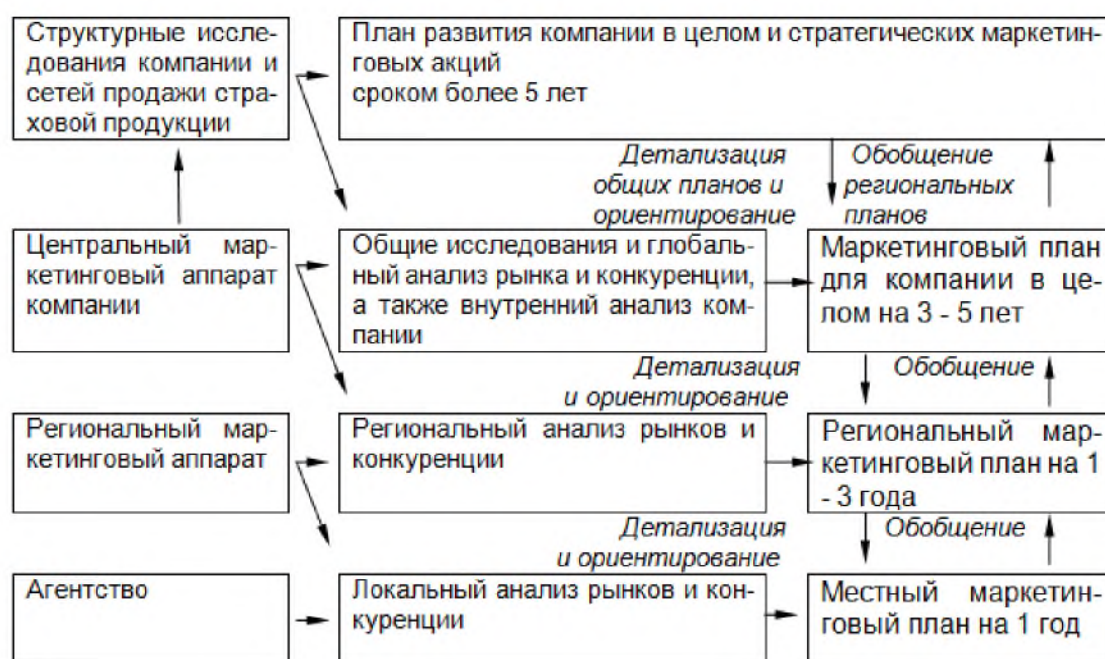 Структурные иссле-
дования компании и
сетей продажи стра-
ховой продукции
План развития компании в целом и стратегических маркетин-
говых акций
сроком более 5 лет
Детализация
общих планов и
ориентирование
Обобщение
региональных
планов
Центральный мар-
кетинговый аппарат
компании
Общие исследования и глобаль-
ный анализ рынка и конкуренции,
а также внутренний анализ ком-
пании
Маркетинговый план
для компании в це-
лом на 3 - 5 лет
Детализация
и ориентирование
Обобщение
Региональный мар-
кетинговый аппарат
Региональный анализ рынков и
конкуренции
Региональный мар-
кетинговый план на 1
- 3 года
Детализация
и ориентирование
Обобщение
Агентство
Локальный анализ рынков и кон-
куренции
Местный маркетин-
говый план на 1 год